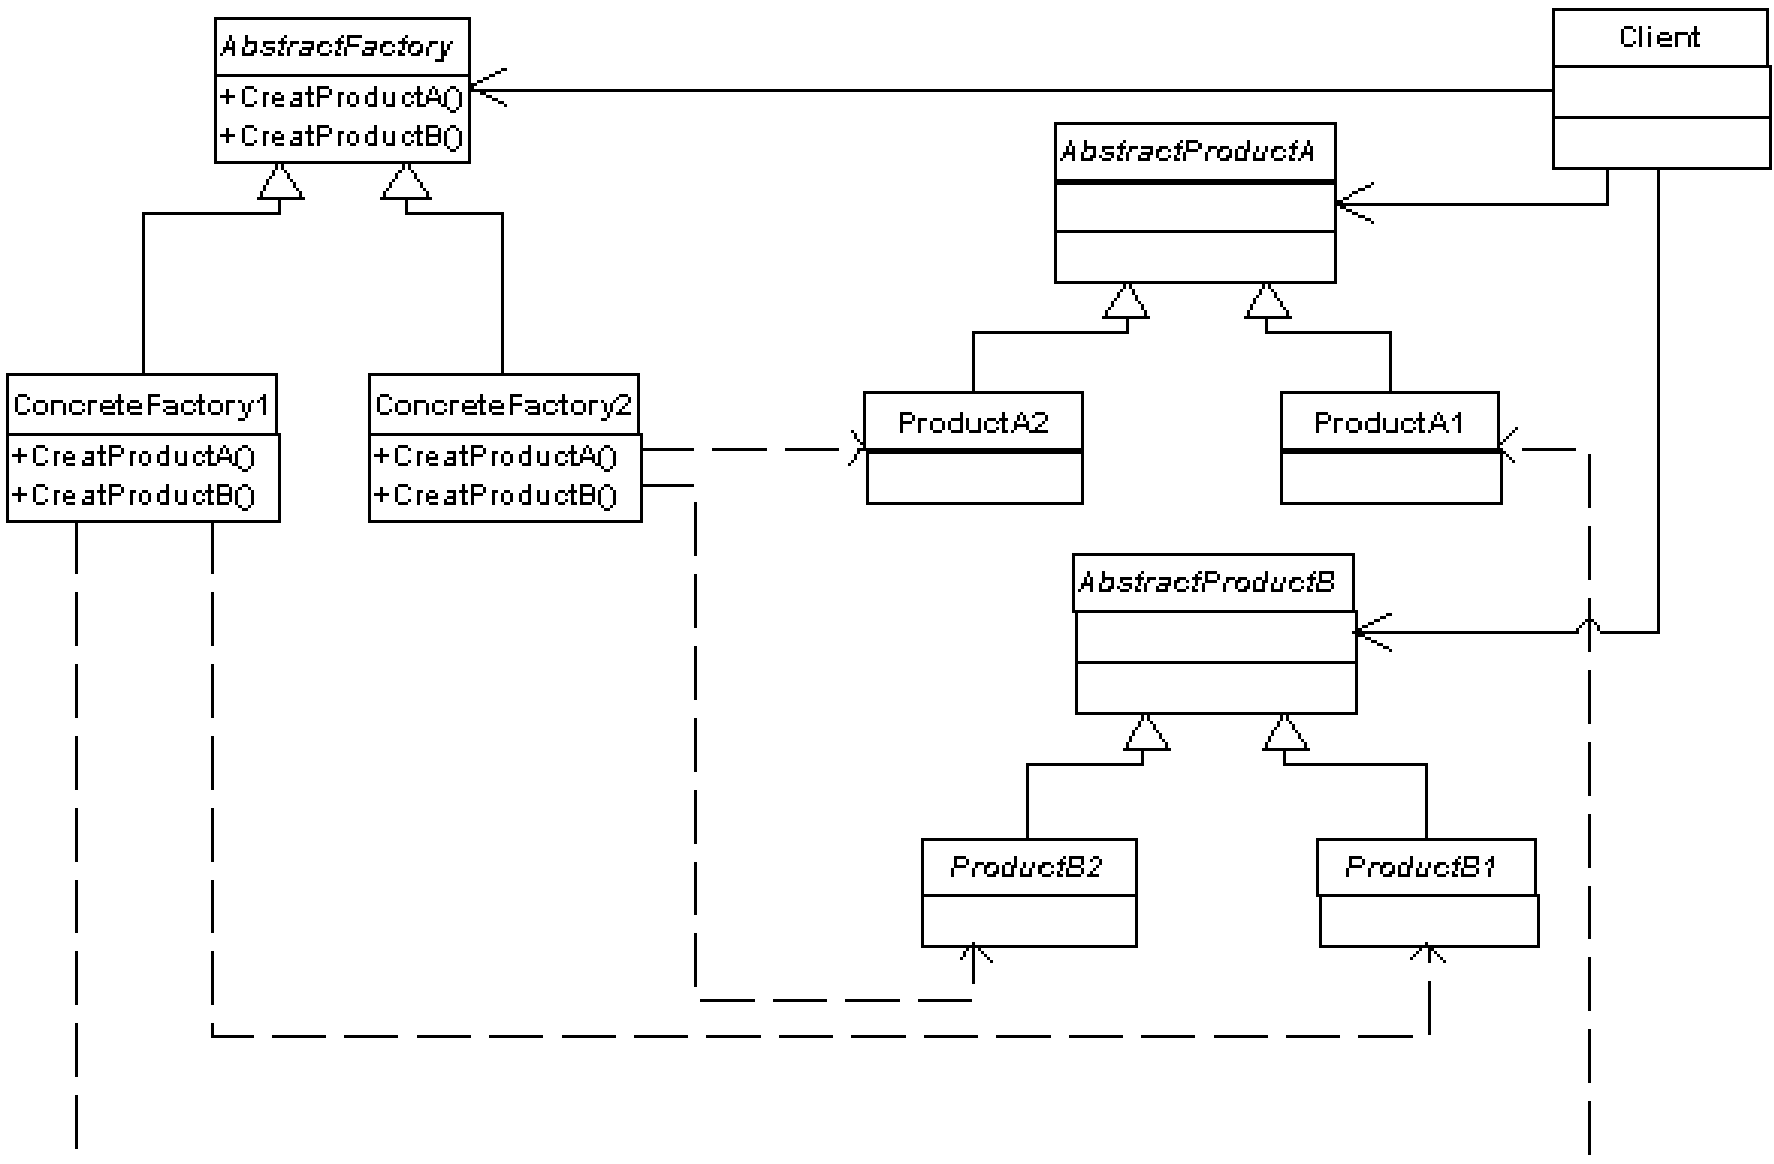 AbstractFactory
+CreatProductA()
+CreatProductB()
Client
AbstractProductA
ConcreteFactory1
+CreatProductA()
+CreatProductB()
ConcreteFactory2
+CreatProductA()
+CreatProductB()
ProductA2
ProductA1
AbstractProductB
ProductB2
ProductB1